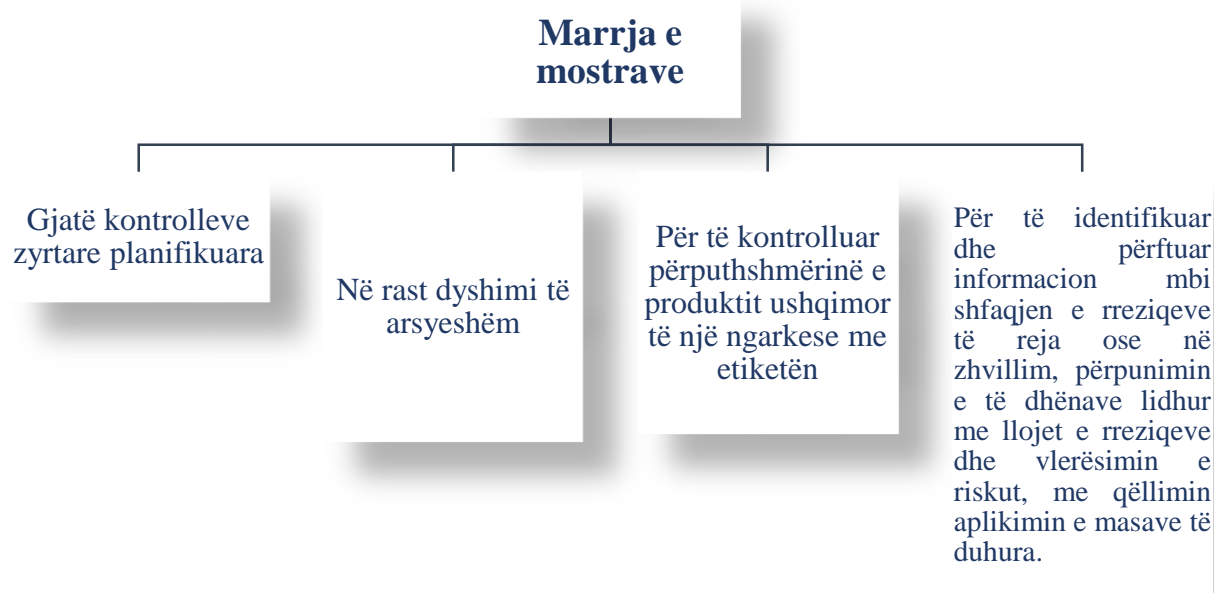 Marrja e
mostrave
Gjatë kontrolleve
zyrtare planifikuara
Në rast dyshimi të
arsyeshëm
Për të kontrolluar
përputhshmërinë e
produktit ushqimor
të një ngarkese me
etiketën
Për të identifikuar
dhe përftuar
informacion mbi
shfaqjen e rreziqeve
të reja ose në
zhvillim, përpunimin
e të dhënave lidhur
me llojet e rreziqeve
dhe vlerësimin e
riskut, me qëllimin
aplikimin e masave të
duhura.